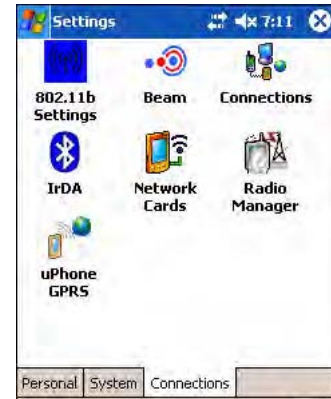 Settings 7:11
802.11b Settings
Beam
Connections
IrDA
Network Cards
Radio Manager
uPhone GPRS
Personal System Connections